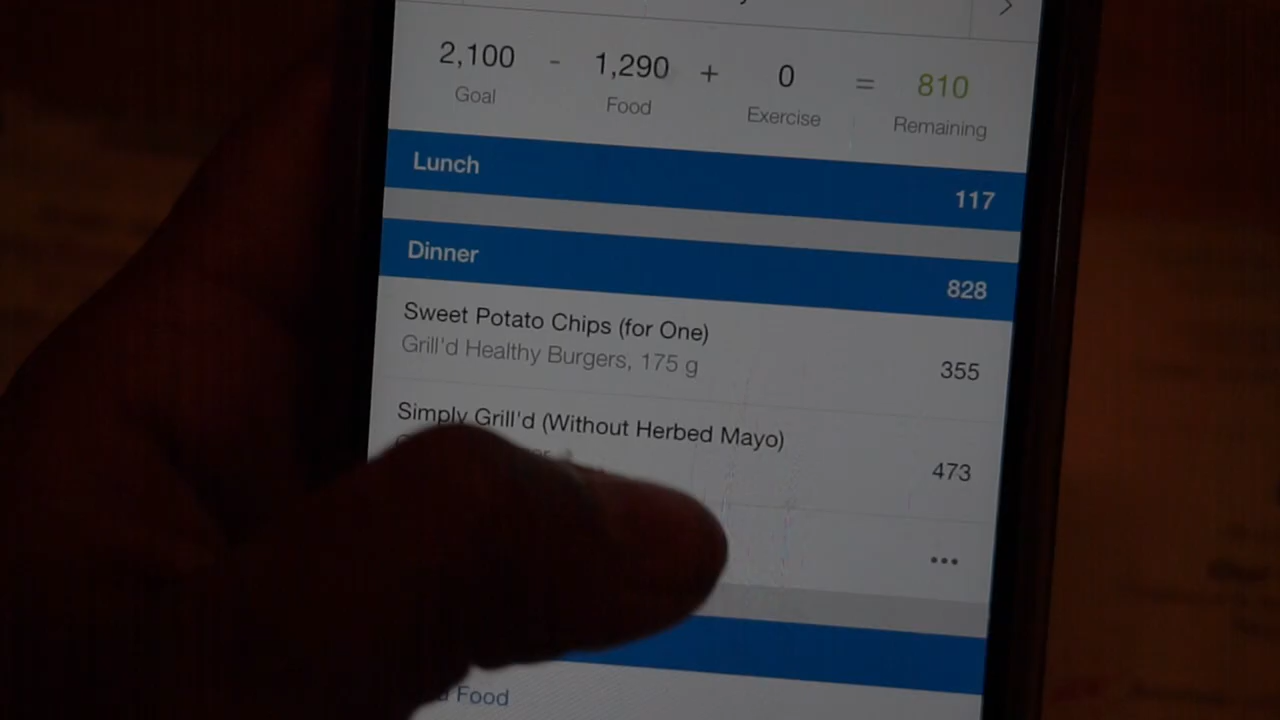 2,100 - 1,290 + 0 = 810
Goal Food Exercise Remaining
Lunch 117
Dinner 828
Sweet Potato Chips (for One)
Grill'd Healthy Burgers, 175 g 355
Simply Grill'd (Without Herbed Mayo)
473
Food